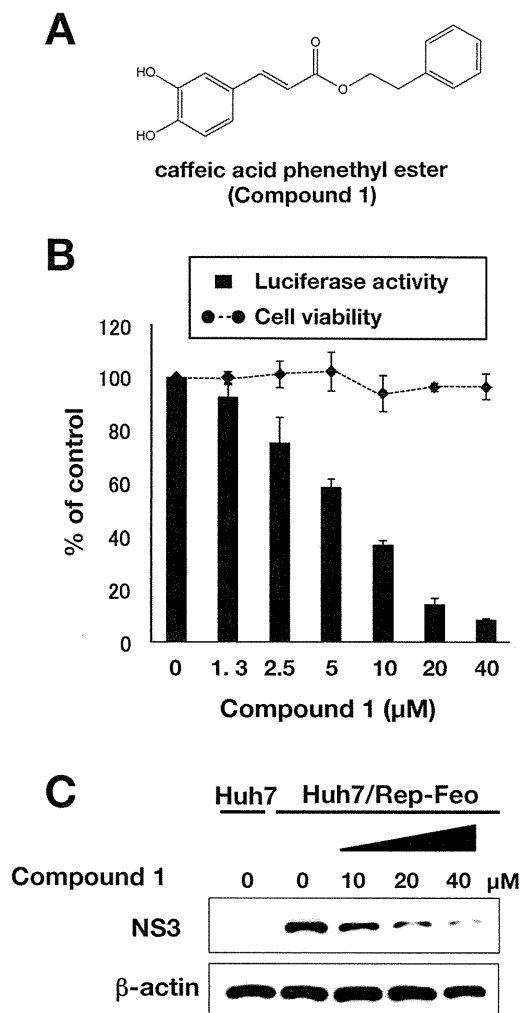 A
O
HO
O
HO
caffeic acid phenethyl ester
(Compound 1)
B
Luciferase activity
Cell viability
120
100
80
60
40
20
0
% of control
0 1. 3 2.5 5 10 20 40
Compound 1 (µM)
C
Huh7 Huh7/Rep-Feo
Compound 1 0 0 10 20 40 µM
NS3
β-actin